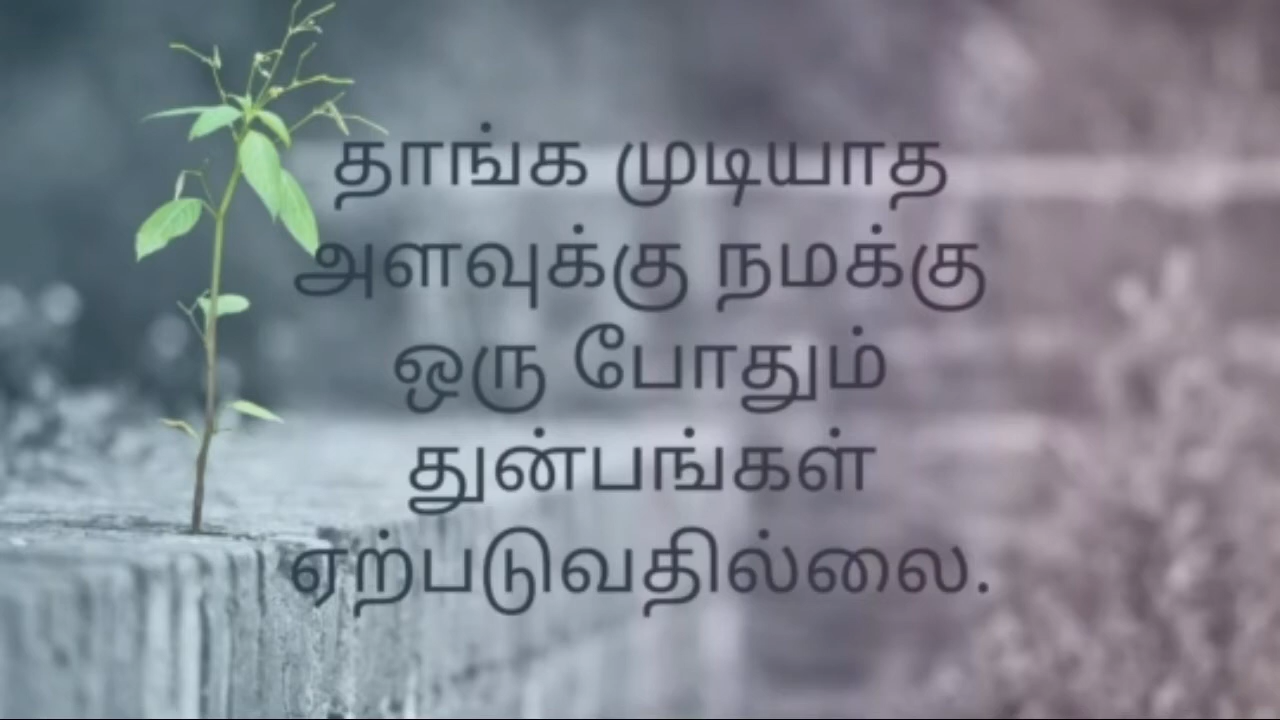 தாங்க முடியாத
அளவுக்கு நமக்கு
ஒரு போதும்
துன்பங்கள்
ஏற்படுவதில்லை.